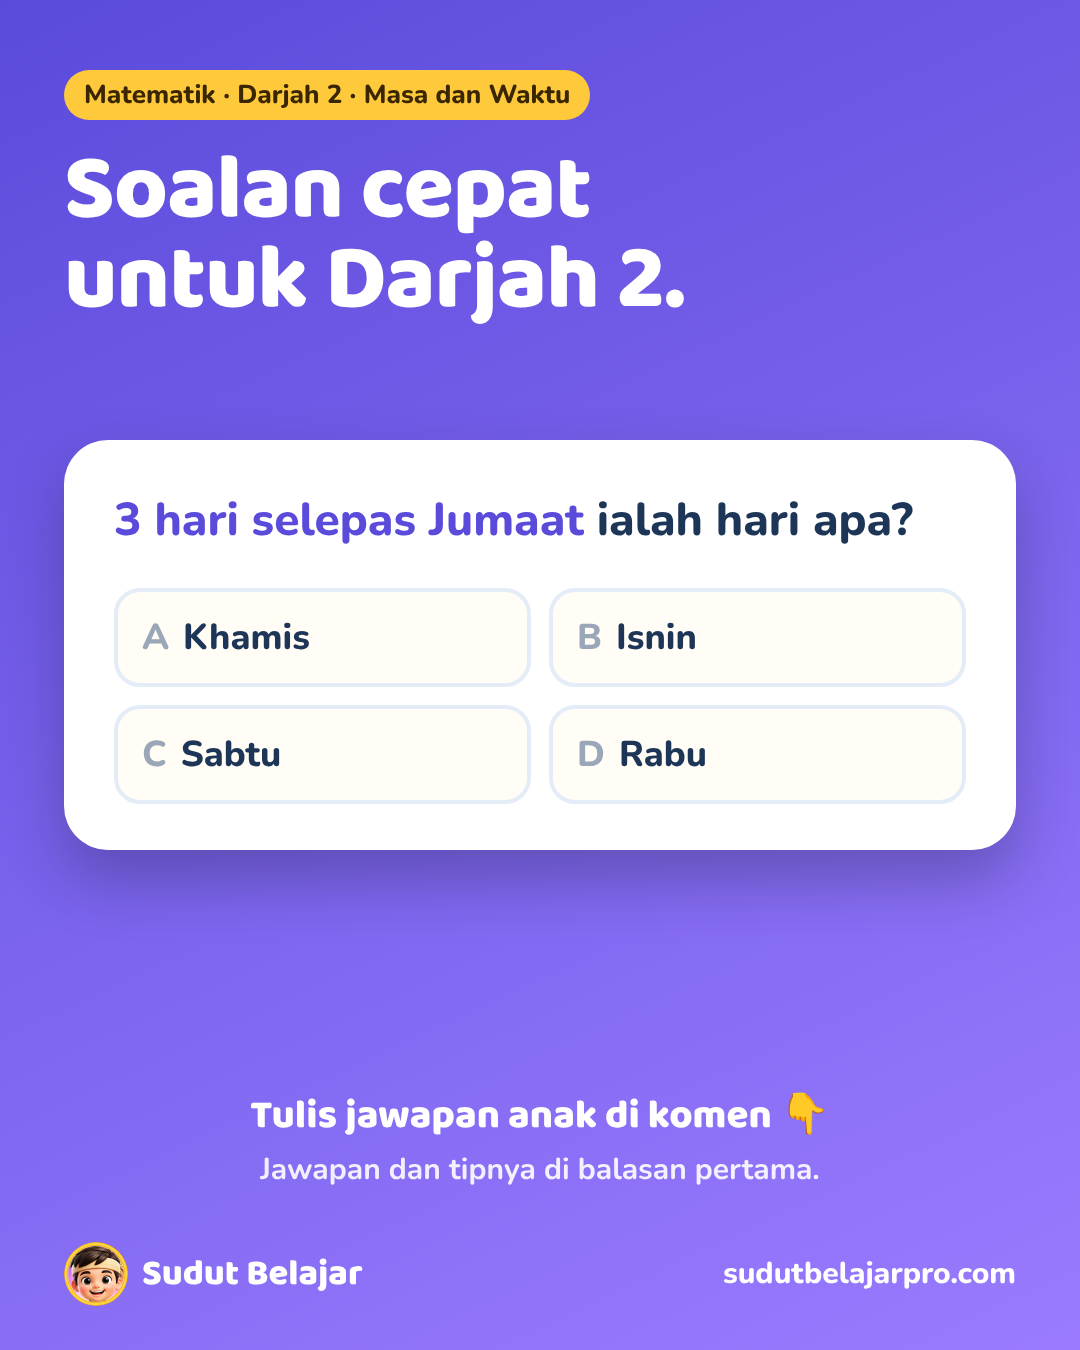 Matematik · Darjah 2 · Masa dan Waktu
Soalan cepat
untuk Darjah 2.
3 hari selepas Jumaat ialah hari apa?
A Khamis
B Isnin
C Sabtu
D Rabu
Tulis jawapan anak di komen 👇
Jawapan dan tipnya di balasan pertama.
Sudut Belajar
sudutbelajarpro.com